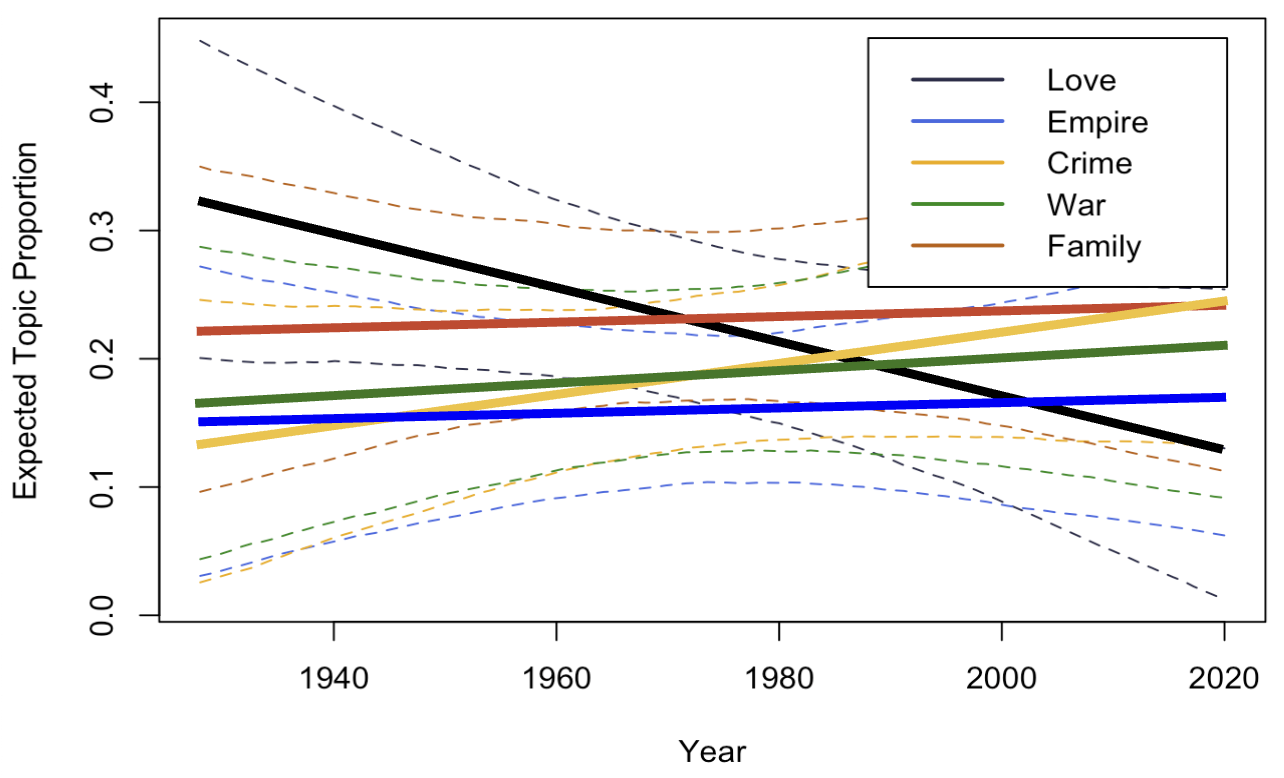 Expected Topic Proportion
0.4
0.3
0.2
0.1
0.0
Love
Empire
Crime
War
Family
1940 1960 1980 2000 2020
Year